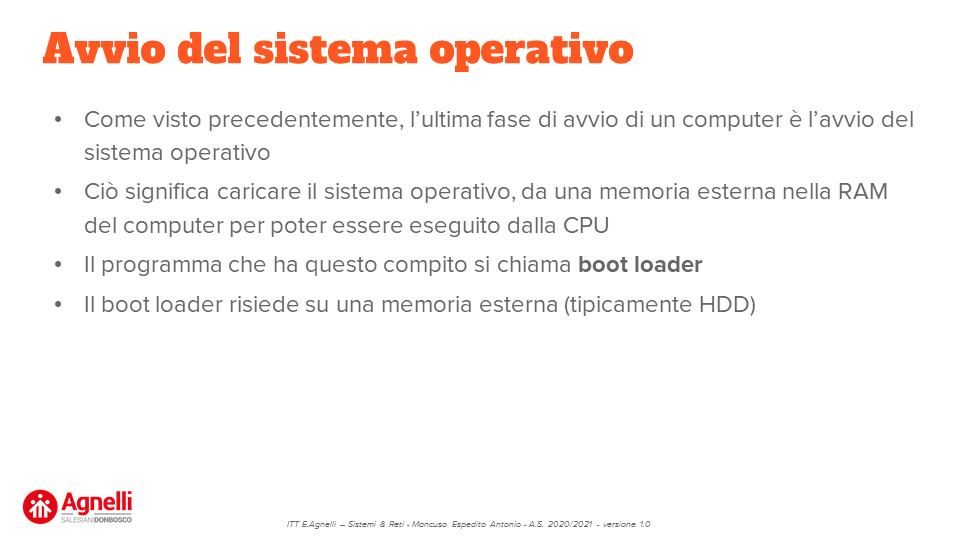 Avvio del sistema operativo
• Come visto precedentemente, l’ultima fase di avvio di un computer è l’avvio del
sistema operativo
• Ciò significa caricare il sistema operativo, da una memoria esterna nella RAM
del computer per poter essere eseguito dalla CPU
• Il programma che ha questo compito si chiama boot loader
• Il boot loader risiede su una memoria esterna (tipicamente HDD)
Agnelli
SALESIANIDONBOSCO
ITT E.Agnelli – Sistemi & Reti - Mancuso Espedito Antonio - A.S. 2020/2021 - versione 1.0